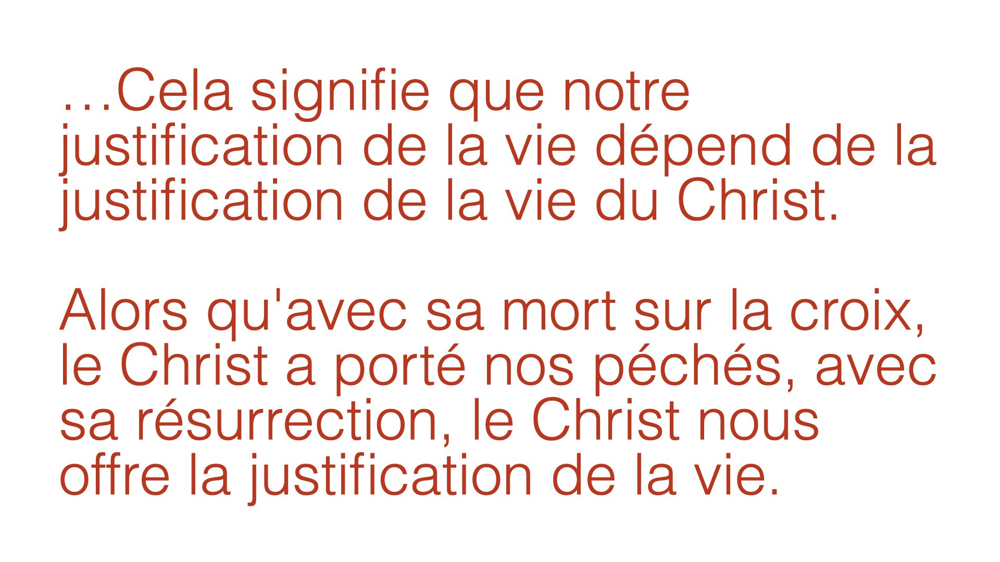 …Cela signifie que notre
justification de la vie dépend de la
justification de la vie du Christ.
Alors qu'avec sa mort sur la croix,
le Christ a porté nos péchés, avec
sa résurrection, le Christ nous
offre la justification de la vie.